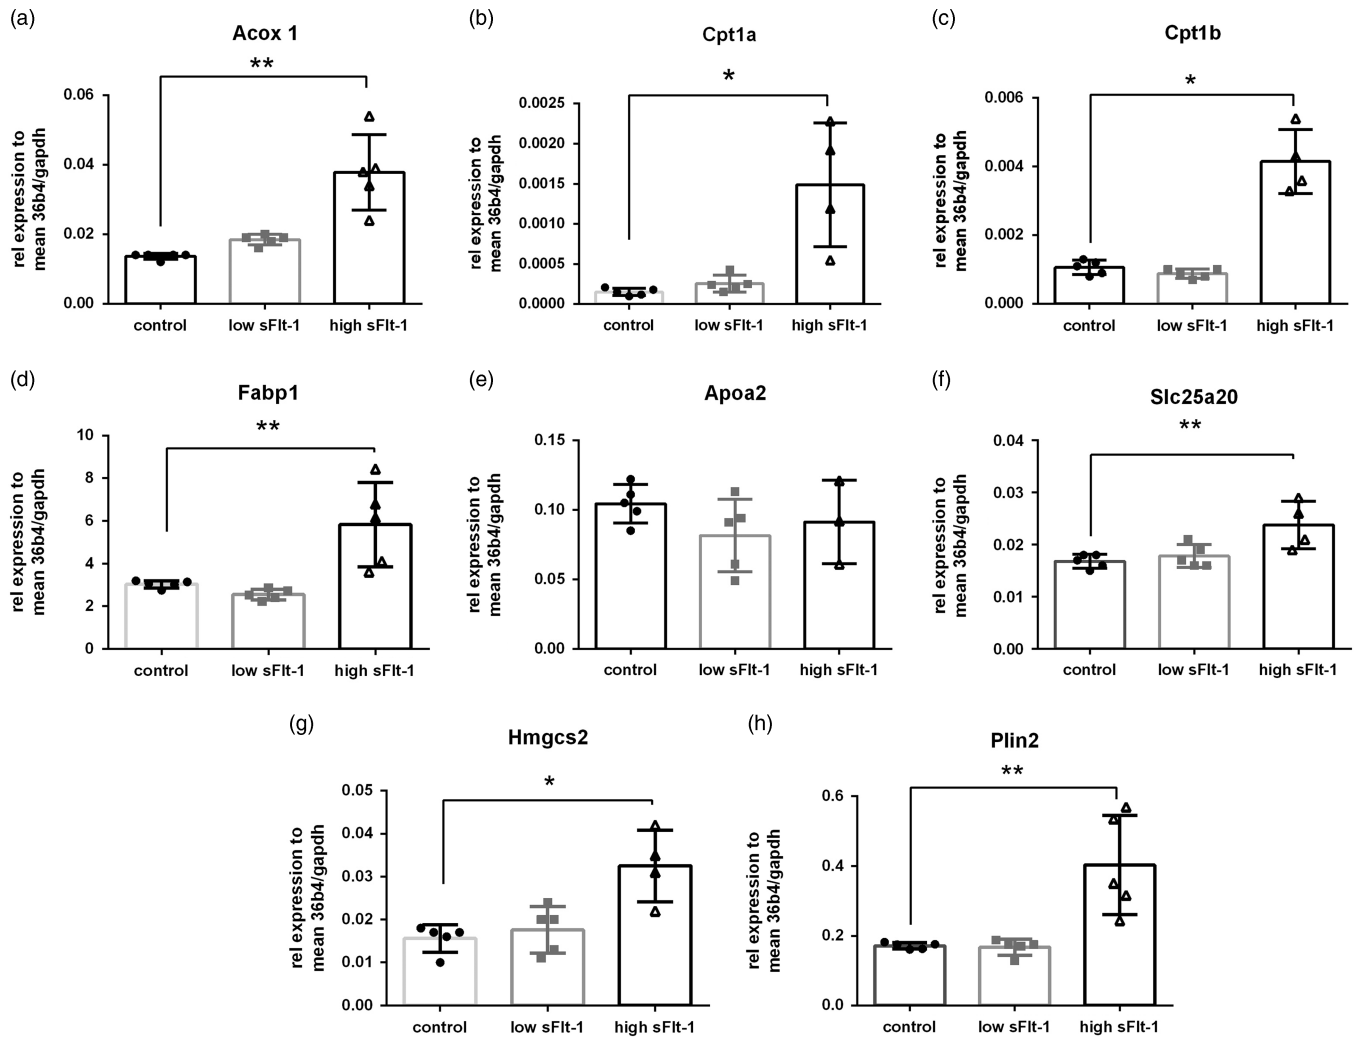 (a)
Acox 1
**
rel expression to
mean 36b4/gapdh
0.06
0.04
0.02
0.00
control
low sFlt-1
high sFlt-1
(b)
Cpt1a
*
rel expression to
mean 36b4/gapdh
0.0025
0.0020
0.0015
0.0010
0.0005
0.0000
control
low sFlt-1
high sFlt-1
(c)
Cpt1b
*
rel expression to
mean 36b4/gapdh
0.006
0.004
0.002
0.000
control
low sFlt-1
high sFlt-1
(d)
Fabp1
**
rel expression to
mean 36b4/gapdh
10
8
6
4
2
0
control
low sFlt-1
high sFlt-1
(e)
Apoa2
rel expression to
mean 36b4/gapdh
0.15
0.10
0.05
0.00
control
low sFlt-1
high sFlt-1
(f)
Slc25a20
**
rel expression to
mean 36b4/gapdh
0.04
0.03
0.02
0.01
0.00
control
low sFlt-1
high sFlt-1
(g)
Hmgcs2
*
rel expression to
mean 36b4/gapdh
0.05
0.04
0.03
0.02
0.01
0.00
control
low sFlt-1
high sFlt-1
(h)
Plin2
**
rel expression to
mean 36b4/gapdh
0.6
0.4
0.2
0.0
control
low sFlt-1
high sFlt-1